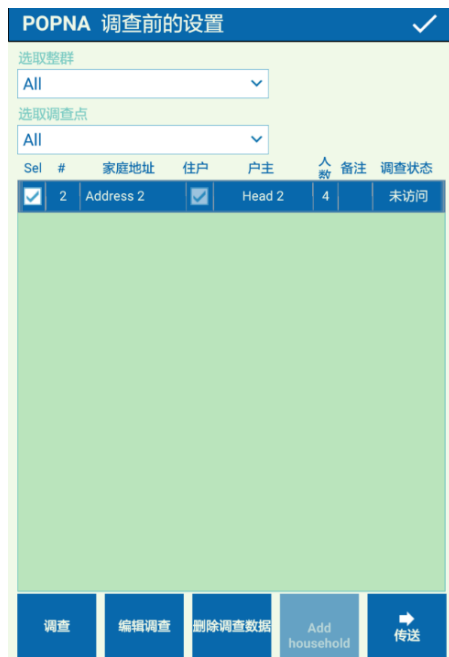 POPNA 调查前的设置
选取整群
All
选取调查点
All
Sel # 家庭地址 住户 户主 人数 备注 调查状态
2 Address 2 Head 2 4 未访问
调查 编辑调查 删除调查数据 Add household 传送